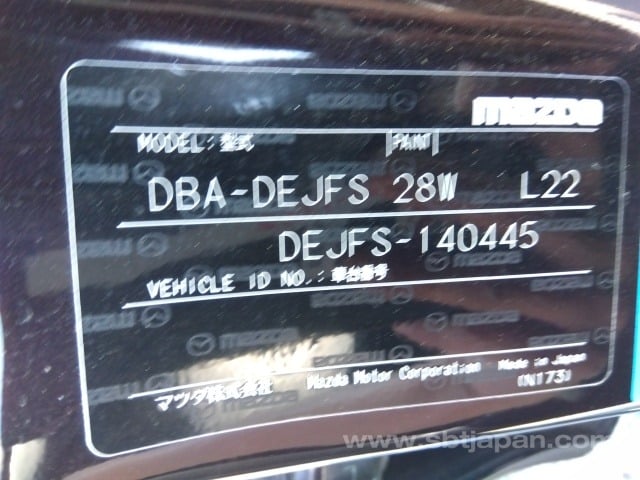 mazda
MODEL:型式 PAINT
DBA-DEJFS 28W L22
DEJFS-140445
VEHICLE ID NO.:車台番号
マツダ株式会社 Mazda Motor Corporation Made in Japan
(N173)
www.sbtjapan.com